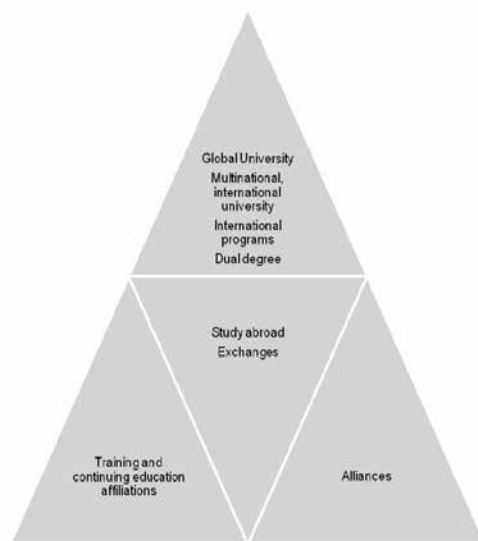 Global University
Multinational,
international
university
International
programs
Dual degree
Study abroad
Exchanges
Training and
continuing education
affiliations
Alliances